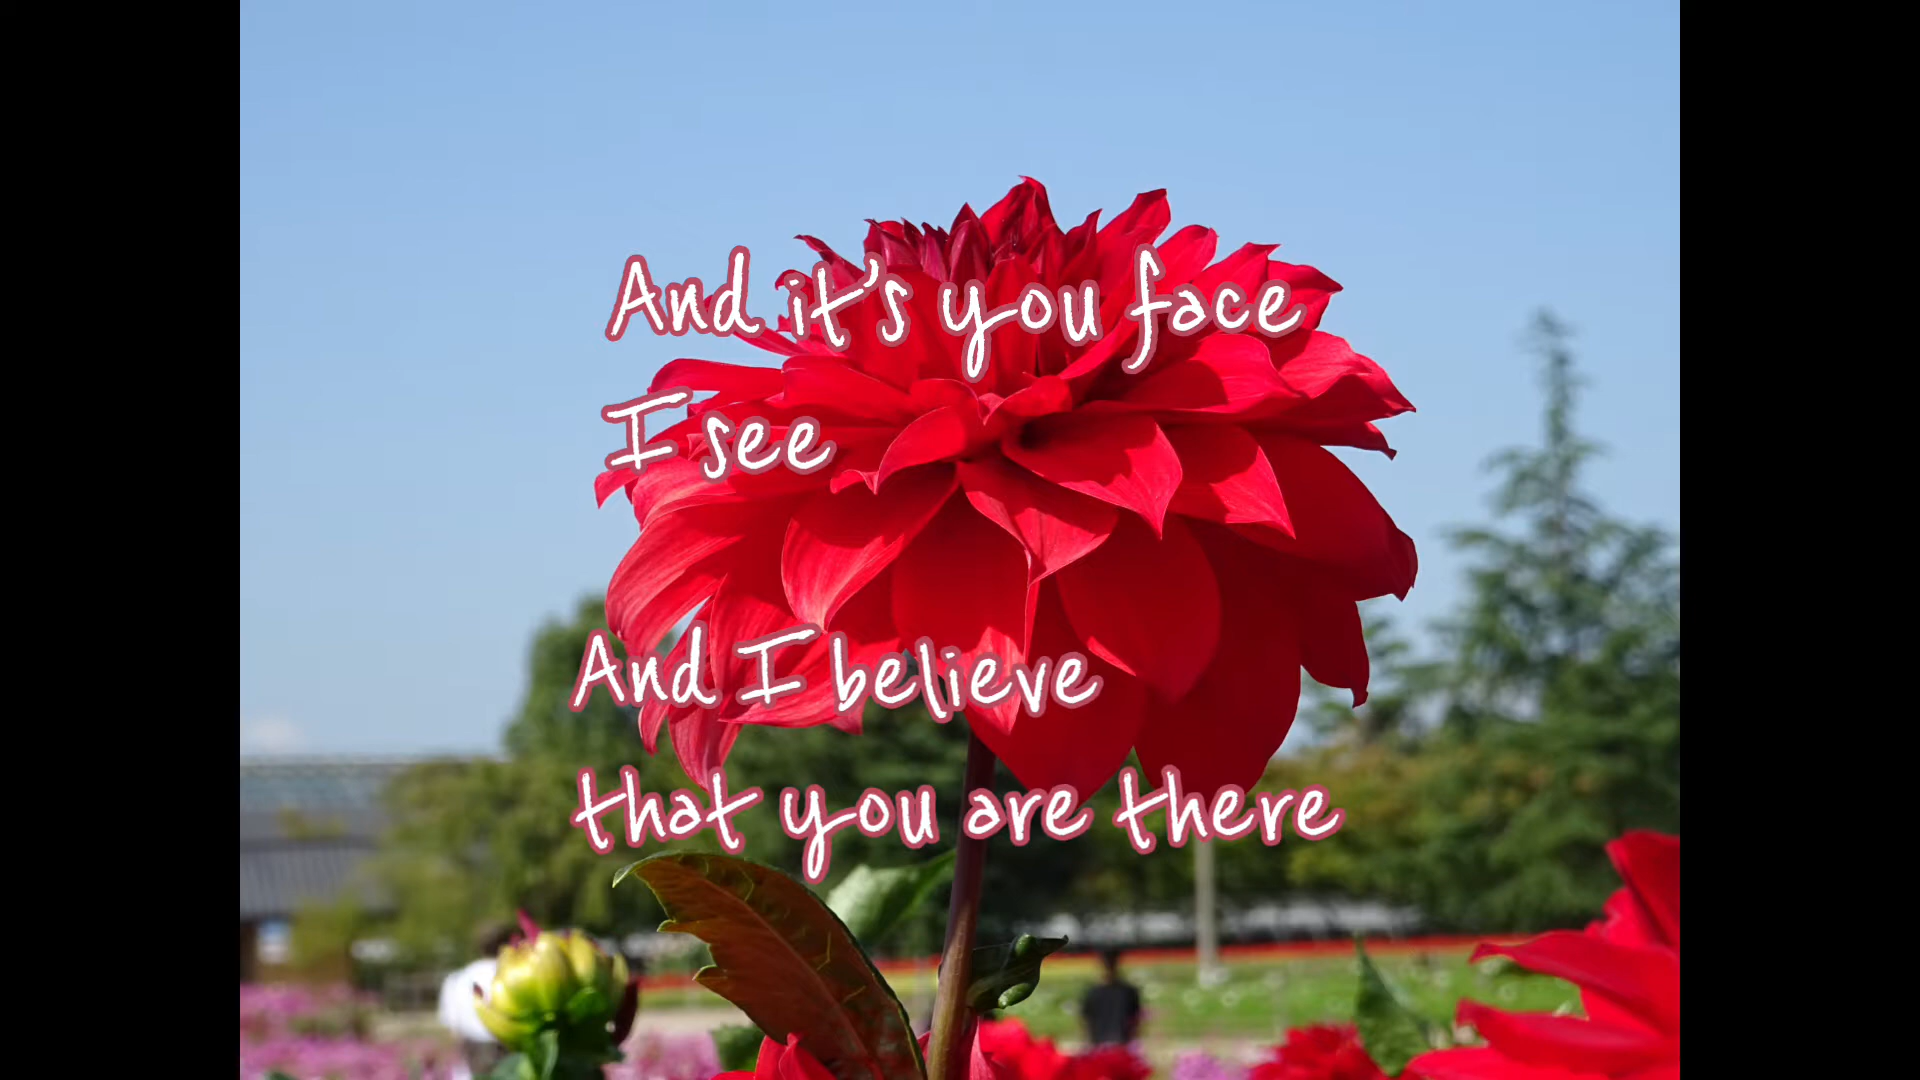 And it's you face
I see
And I believe
that you are there